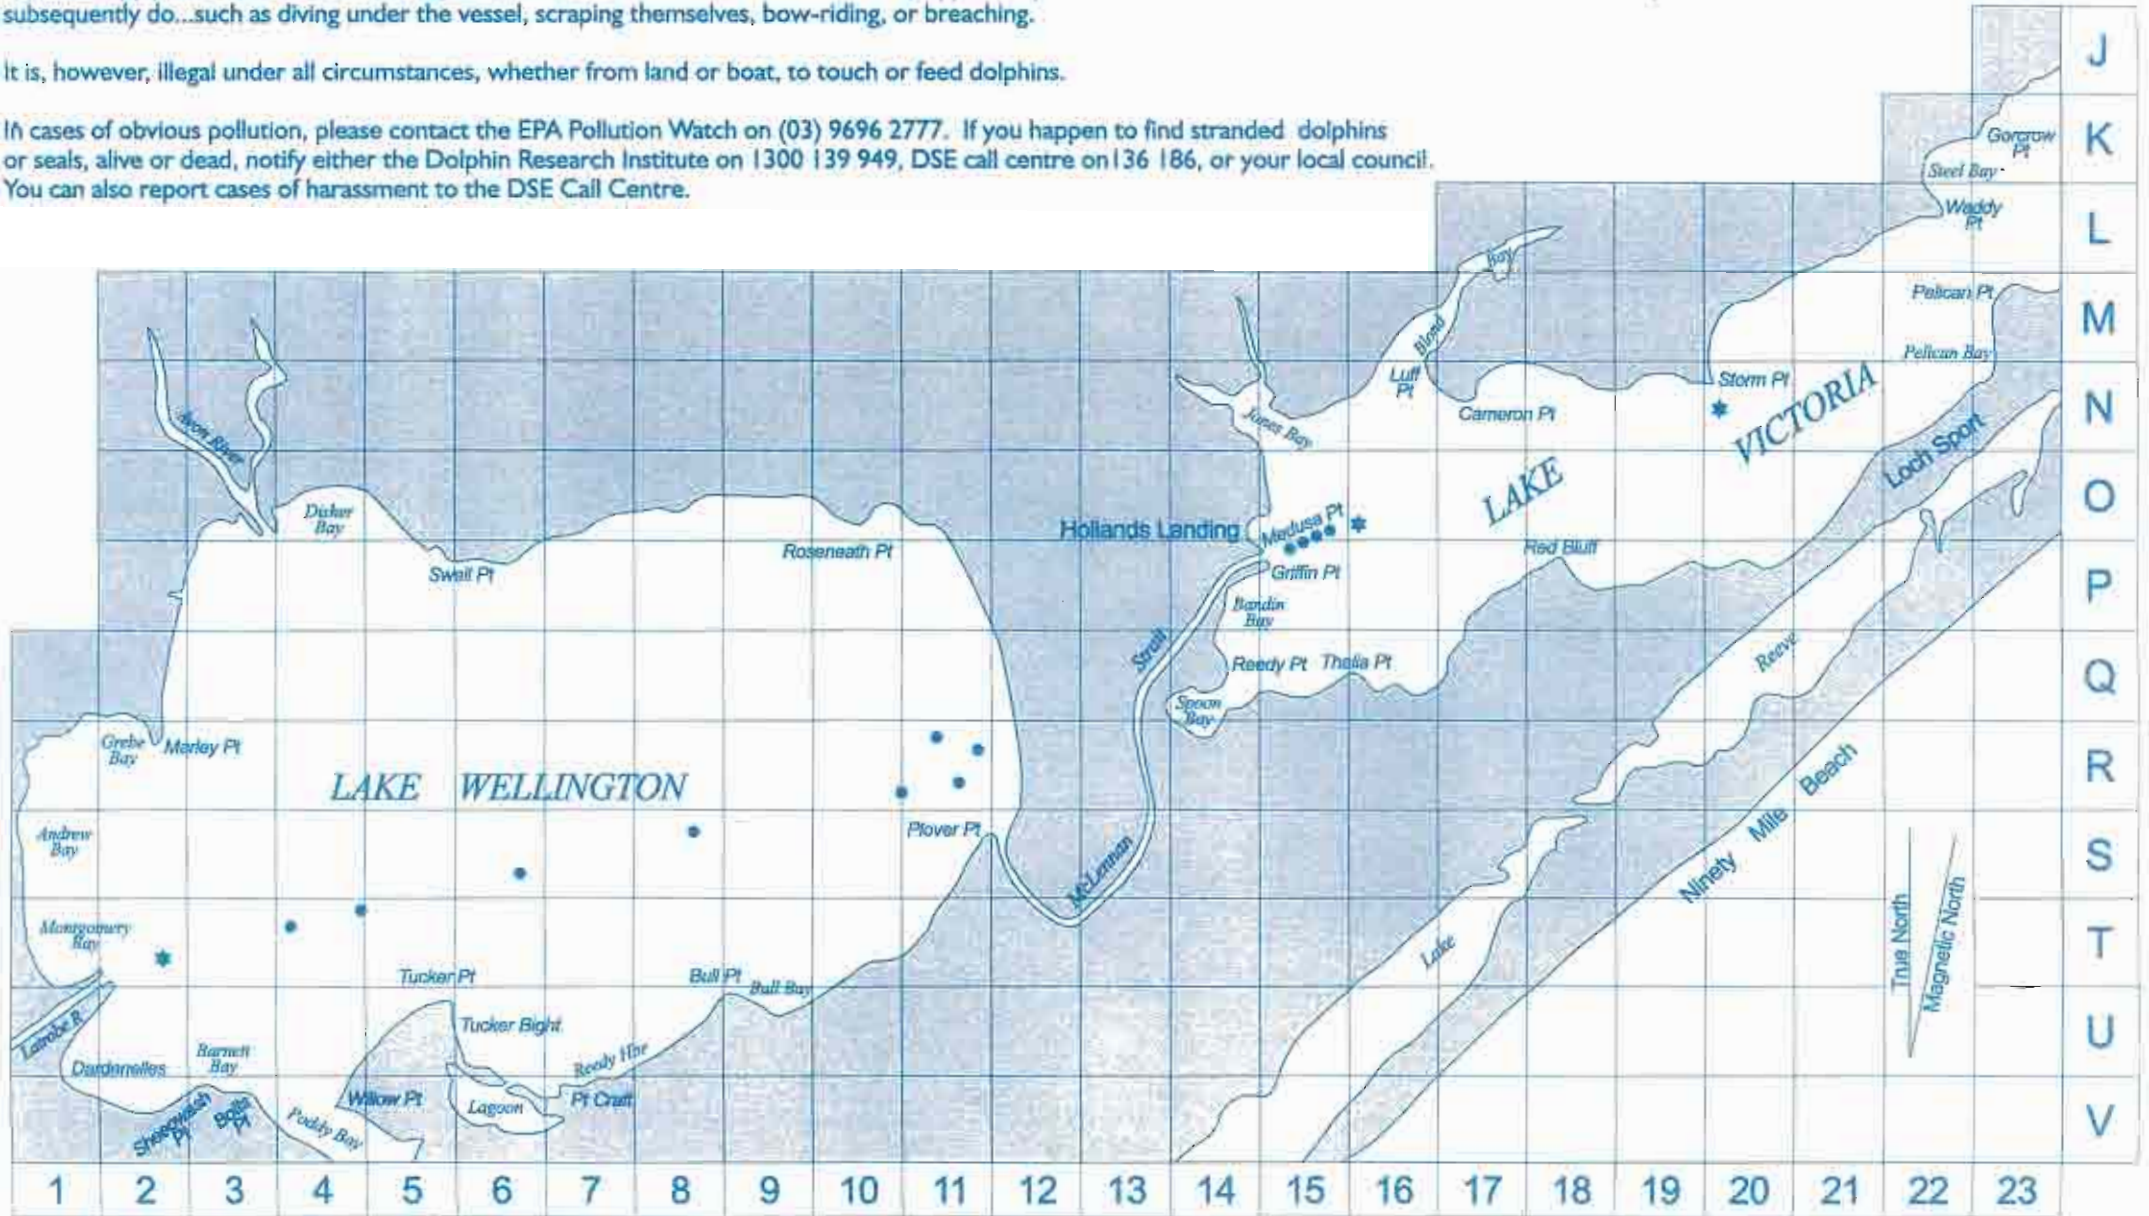 subsequently do...such as diving under the vessel, scraping themselves, bow-riding, or breaching.
It is, however, illegal under all circumstances, whether from land or boat, to touch or feed dolphins.
In cases of obvious pollution, please contact the EPA Pollution Watch on (03) 9696 2777. If you happen to find stranded dolphins
or seals, alive or dead, notify either the Dolphin Research Institute on 1300 139 949, DSE call centre on136 186, or your local council.
You can also report cases of harassment to the DSE Call Centre.
J
K
L
M
N
O
P
Q
R
S
T
U
V
Gorcrow
Pt
Steel Bay
Waddy
Pt
Pelican Pt
Pelican Bay
Blond
Bay
Luff
Pt
Cameron Pt
Storm Pt
Jones Bay
LAKE
VICTORIA
Loch Sport
Avon River
Disher
Bay
Swell Pt
Roseneath Pt
Hollands Landing
Medusa Pt
Griffin Pt
Red Bluff
Bandin
Bay
Reedy Pt
Thalia Pt
Spoon
Bay
McLennan
Strait
Grebe
Bay
Marley Pt
LAKE WELLINGTON
Plover Pt
Andrew
Bay
Montgomery
Bay
Latrobe R
Dardenelles
Barnett
Bay
Sheepwatch
Pt
Bolts
Pt
Poddy Bay
Willow Pt
Tucker Pt
Tucker Bight
Lagoon
Reedy Hbr
Pt Craft
Bull Pt
Bull Bay
Lake
Reeve
Ninety Mile Beach
True North
Magnetic North
1 2 3 4 5 6 7 8 9 10 11 12 13 14 15 16 17 18 19 20 21 22 23